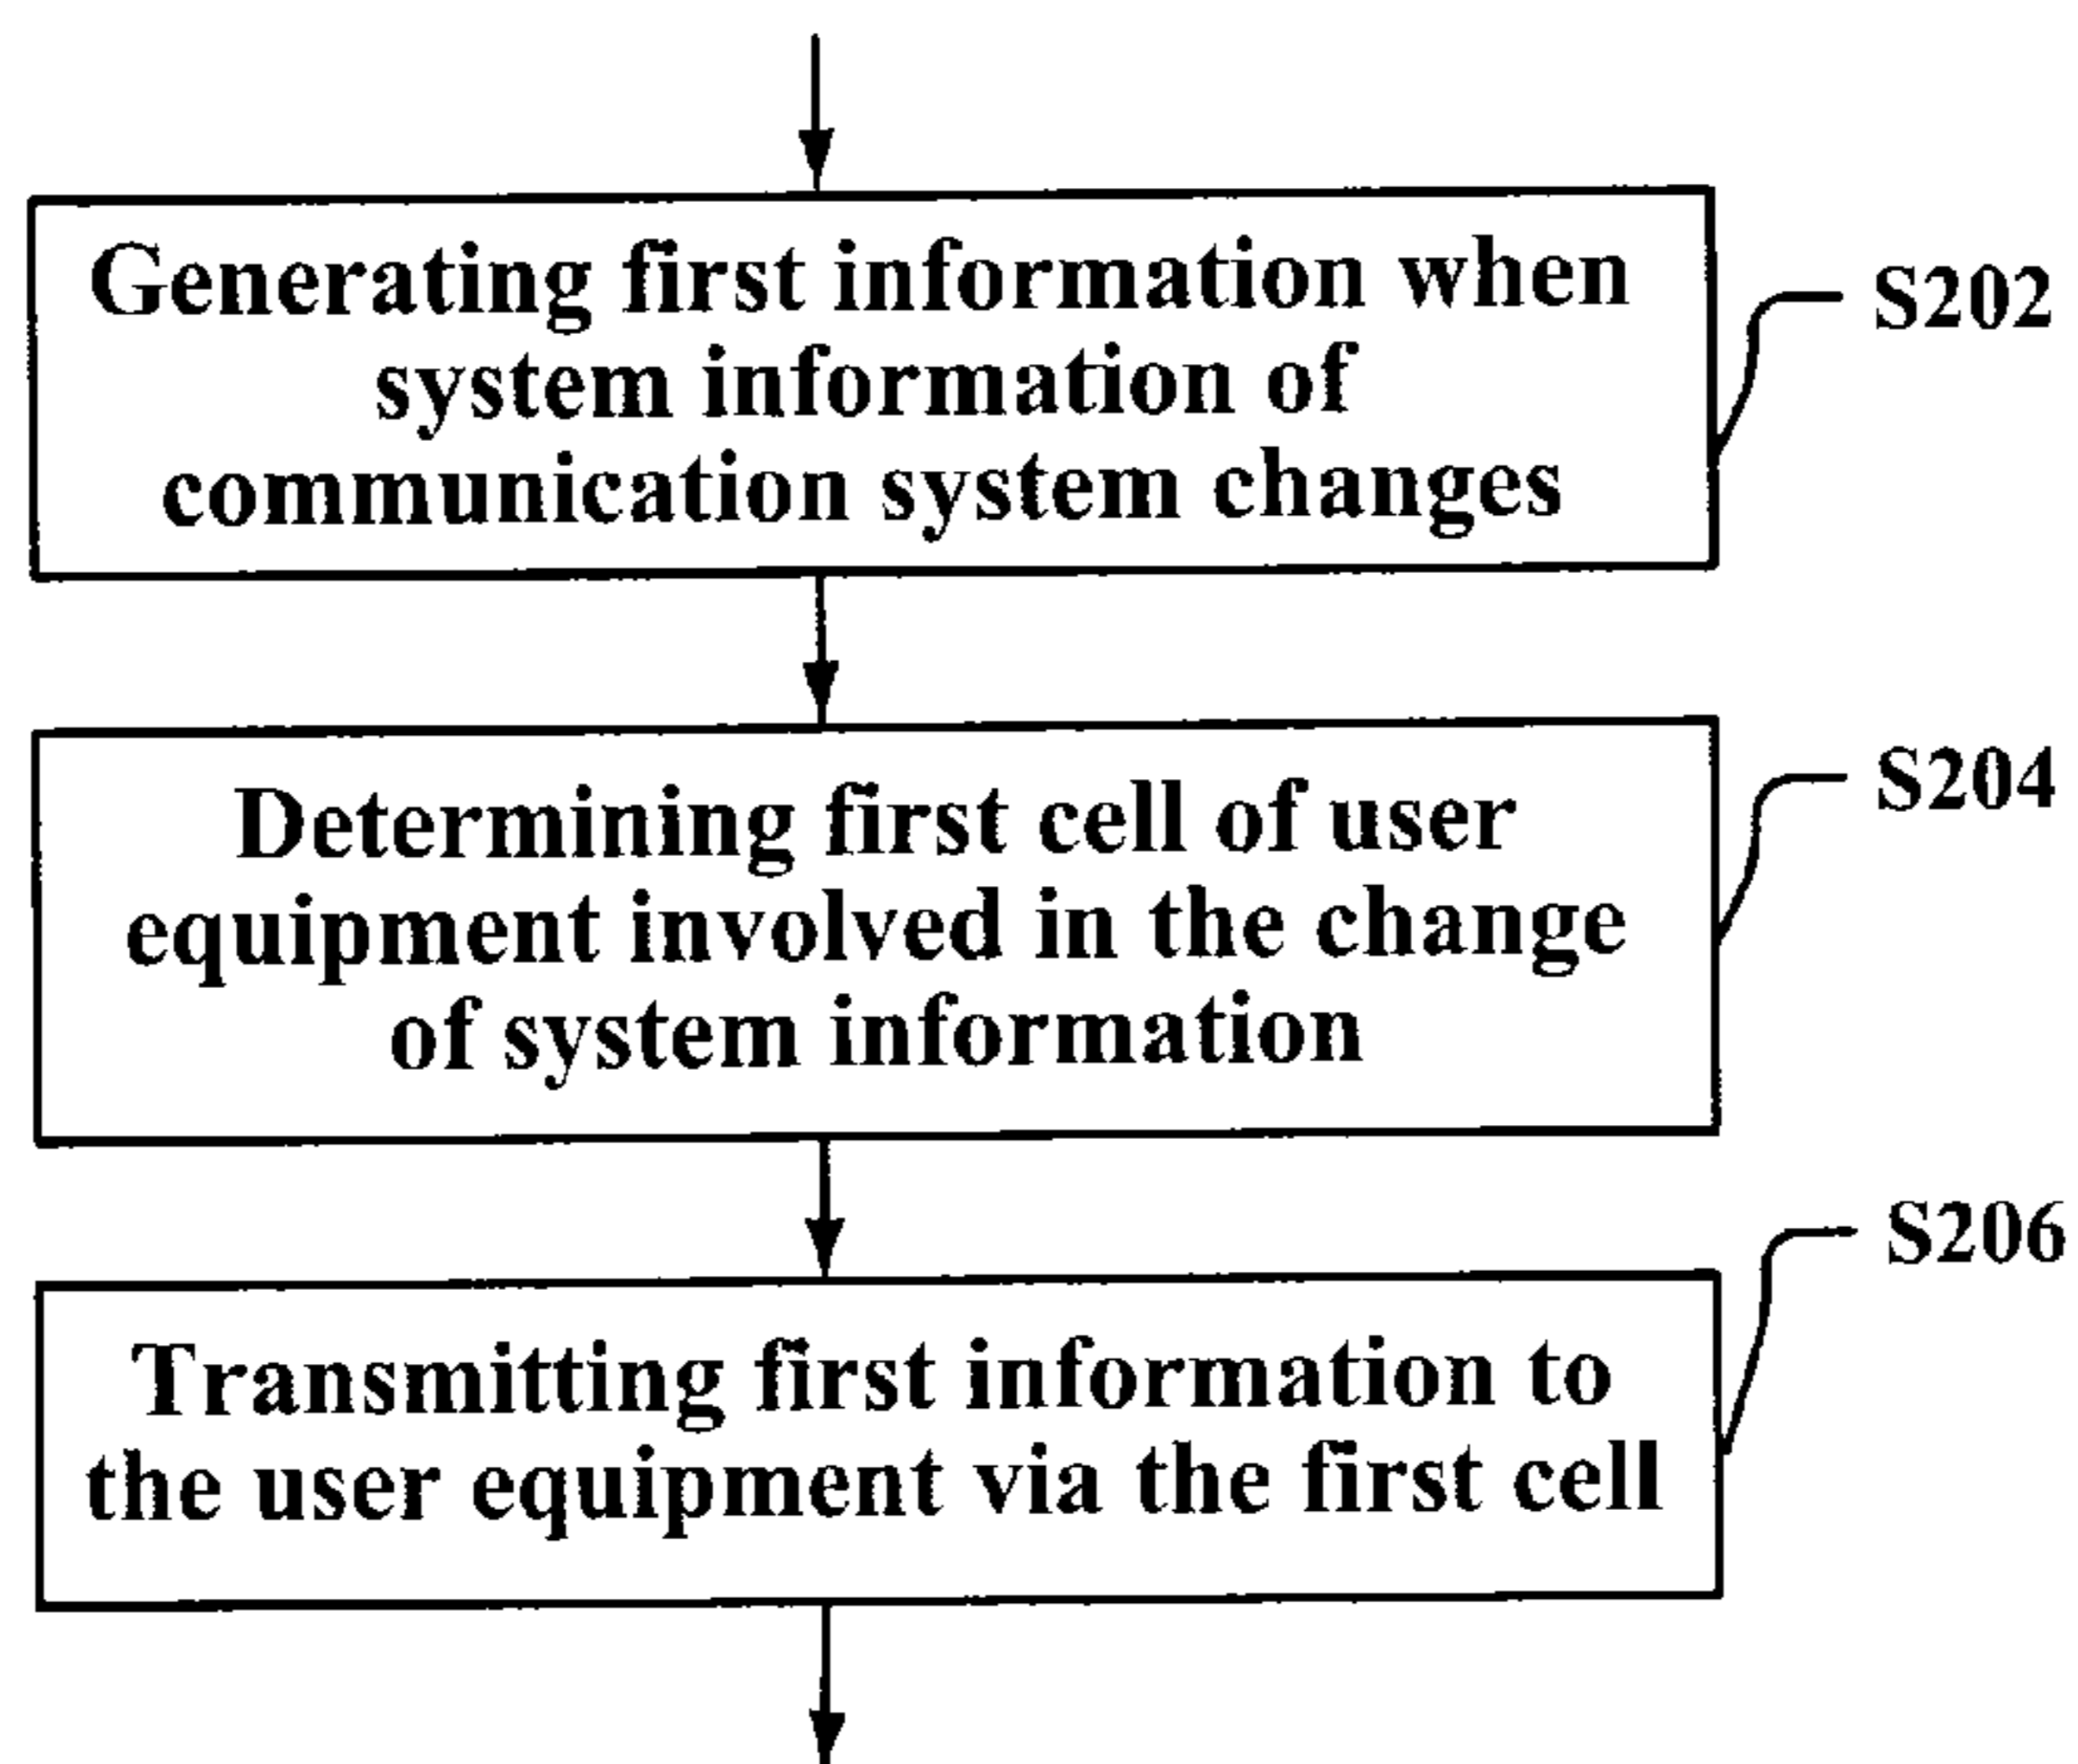 Generating first information when
system information of
communication system changes
S202
Determining first cell of user
equipment involved in the change
of system information
S204
Transmitting first information to
the user equipment via the first cell
S206